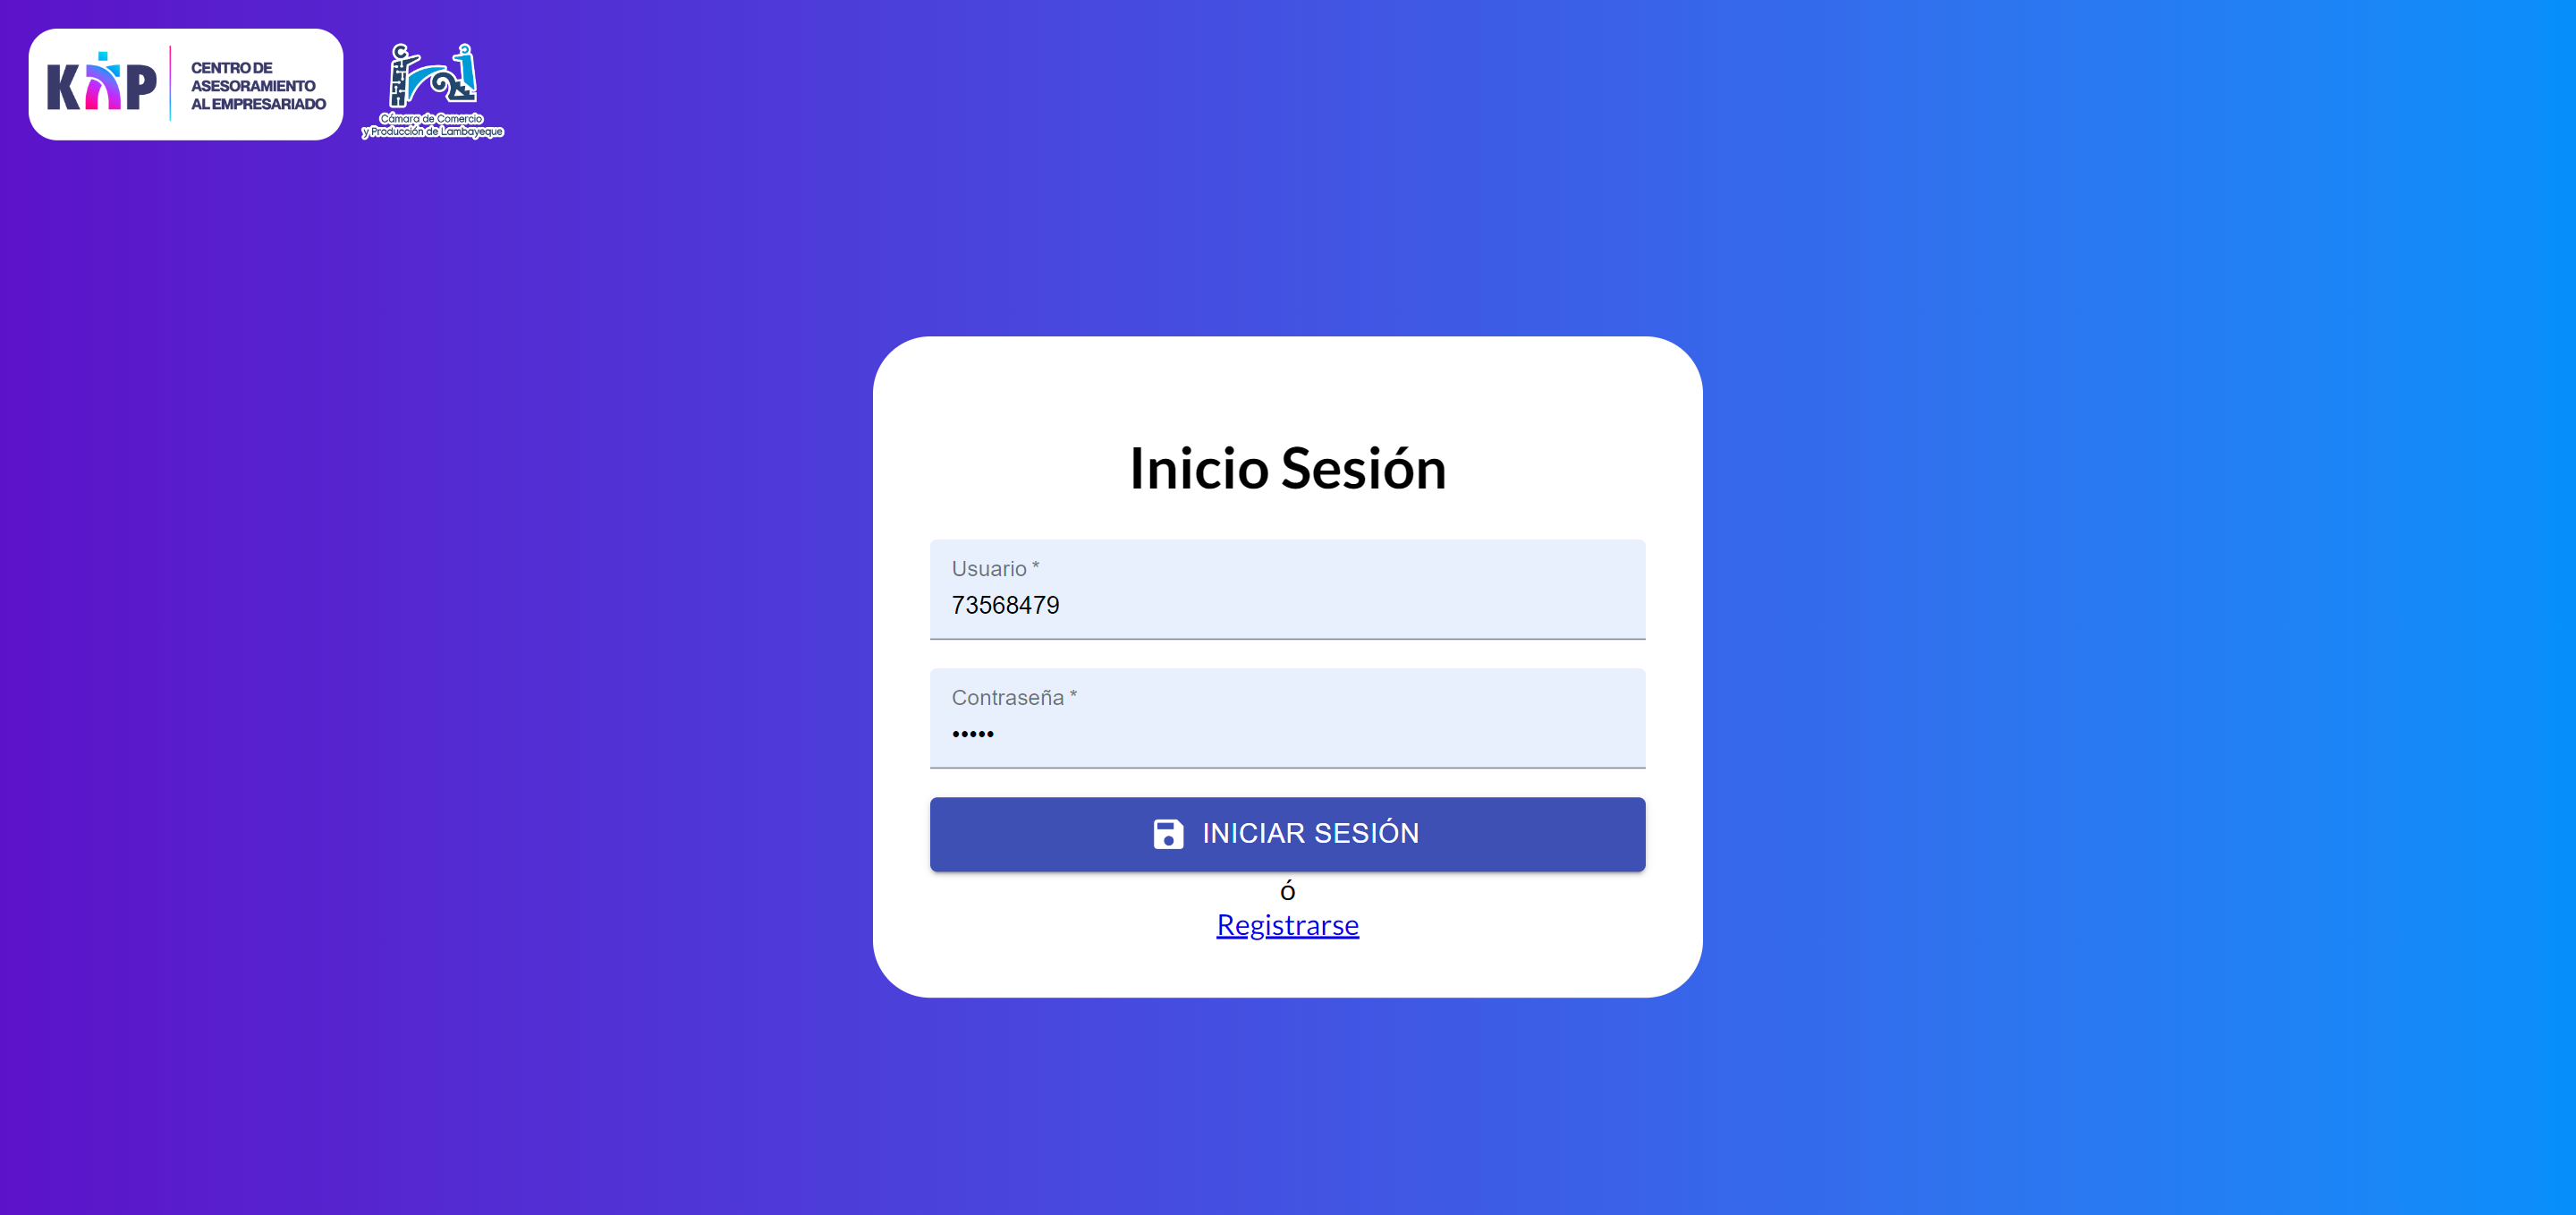 KAP
CENTRO DE
ASESORAMIENTO
AL EMPRESARIADO
Cámara de Comercio
y Producción de Lambayeque
Inicio Sesión
Usuario *
73568479
Contraseña *
•••••
INICIAR SESIÓN
ó
Registrarse